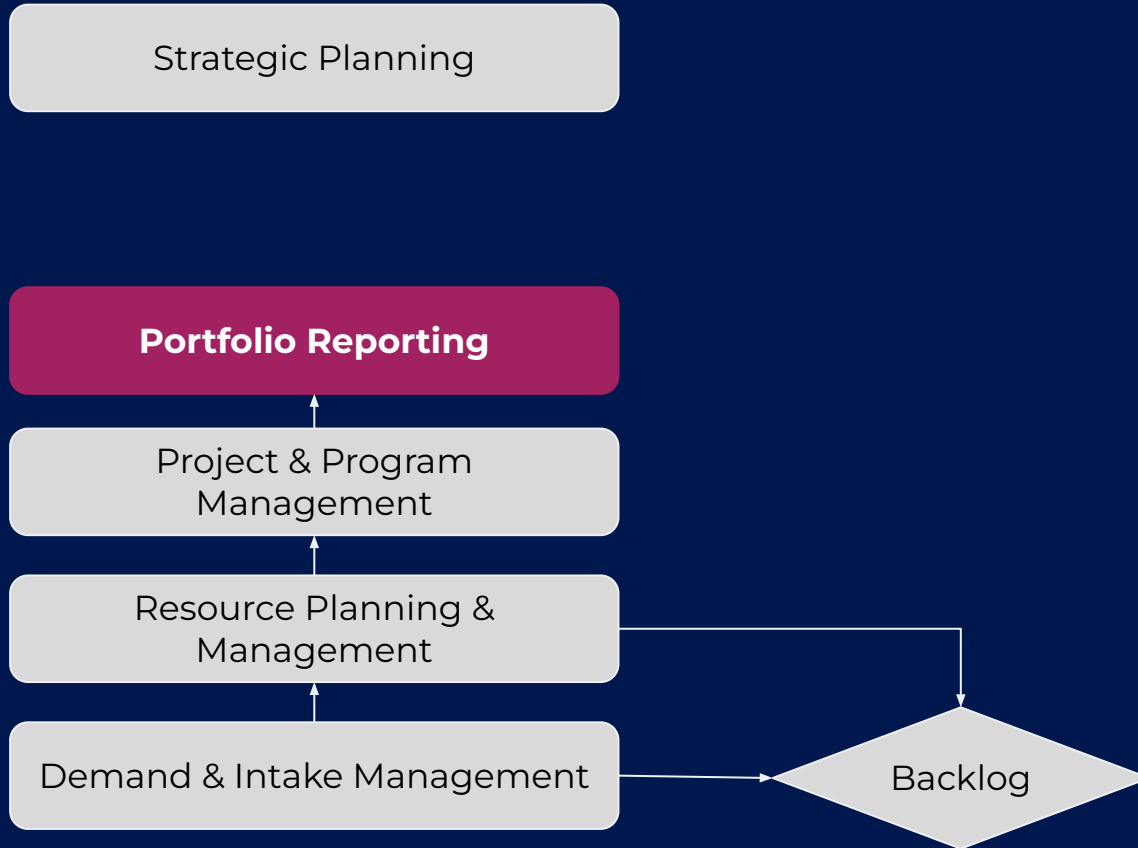 Strategic Planning
Portfolio Reporting
Project & Program
Management
Resource Planning &
Management
Demand & Intake Management
Backlog